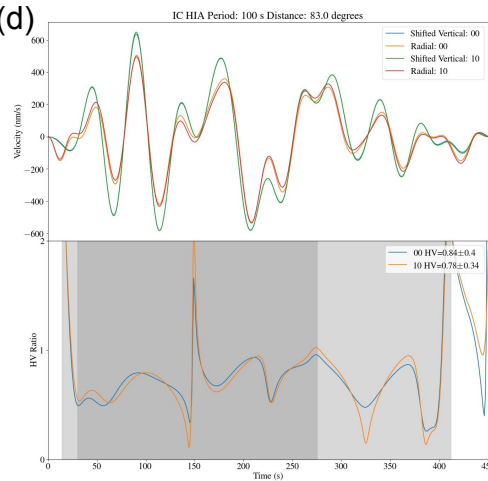 (d)
IC HIA Period: 100 s Distance: 83.0 degrees
Shifted Vertical: 00
Radial: 00
Shifted Vertical: 10
Radial: 10
600
400
200
0
−200
−400
−600
Velocity (nm/s)
00 HV=0.84±0.4
10 HV=0.78±0.34
2
1
0
HV Ratio
0 50 100 150 200 250 300 350 400 45
Time (s)